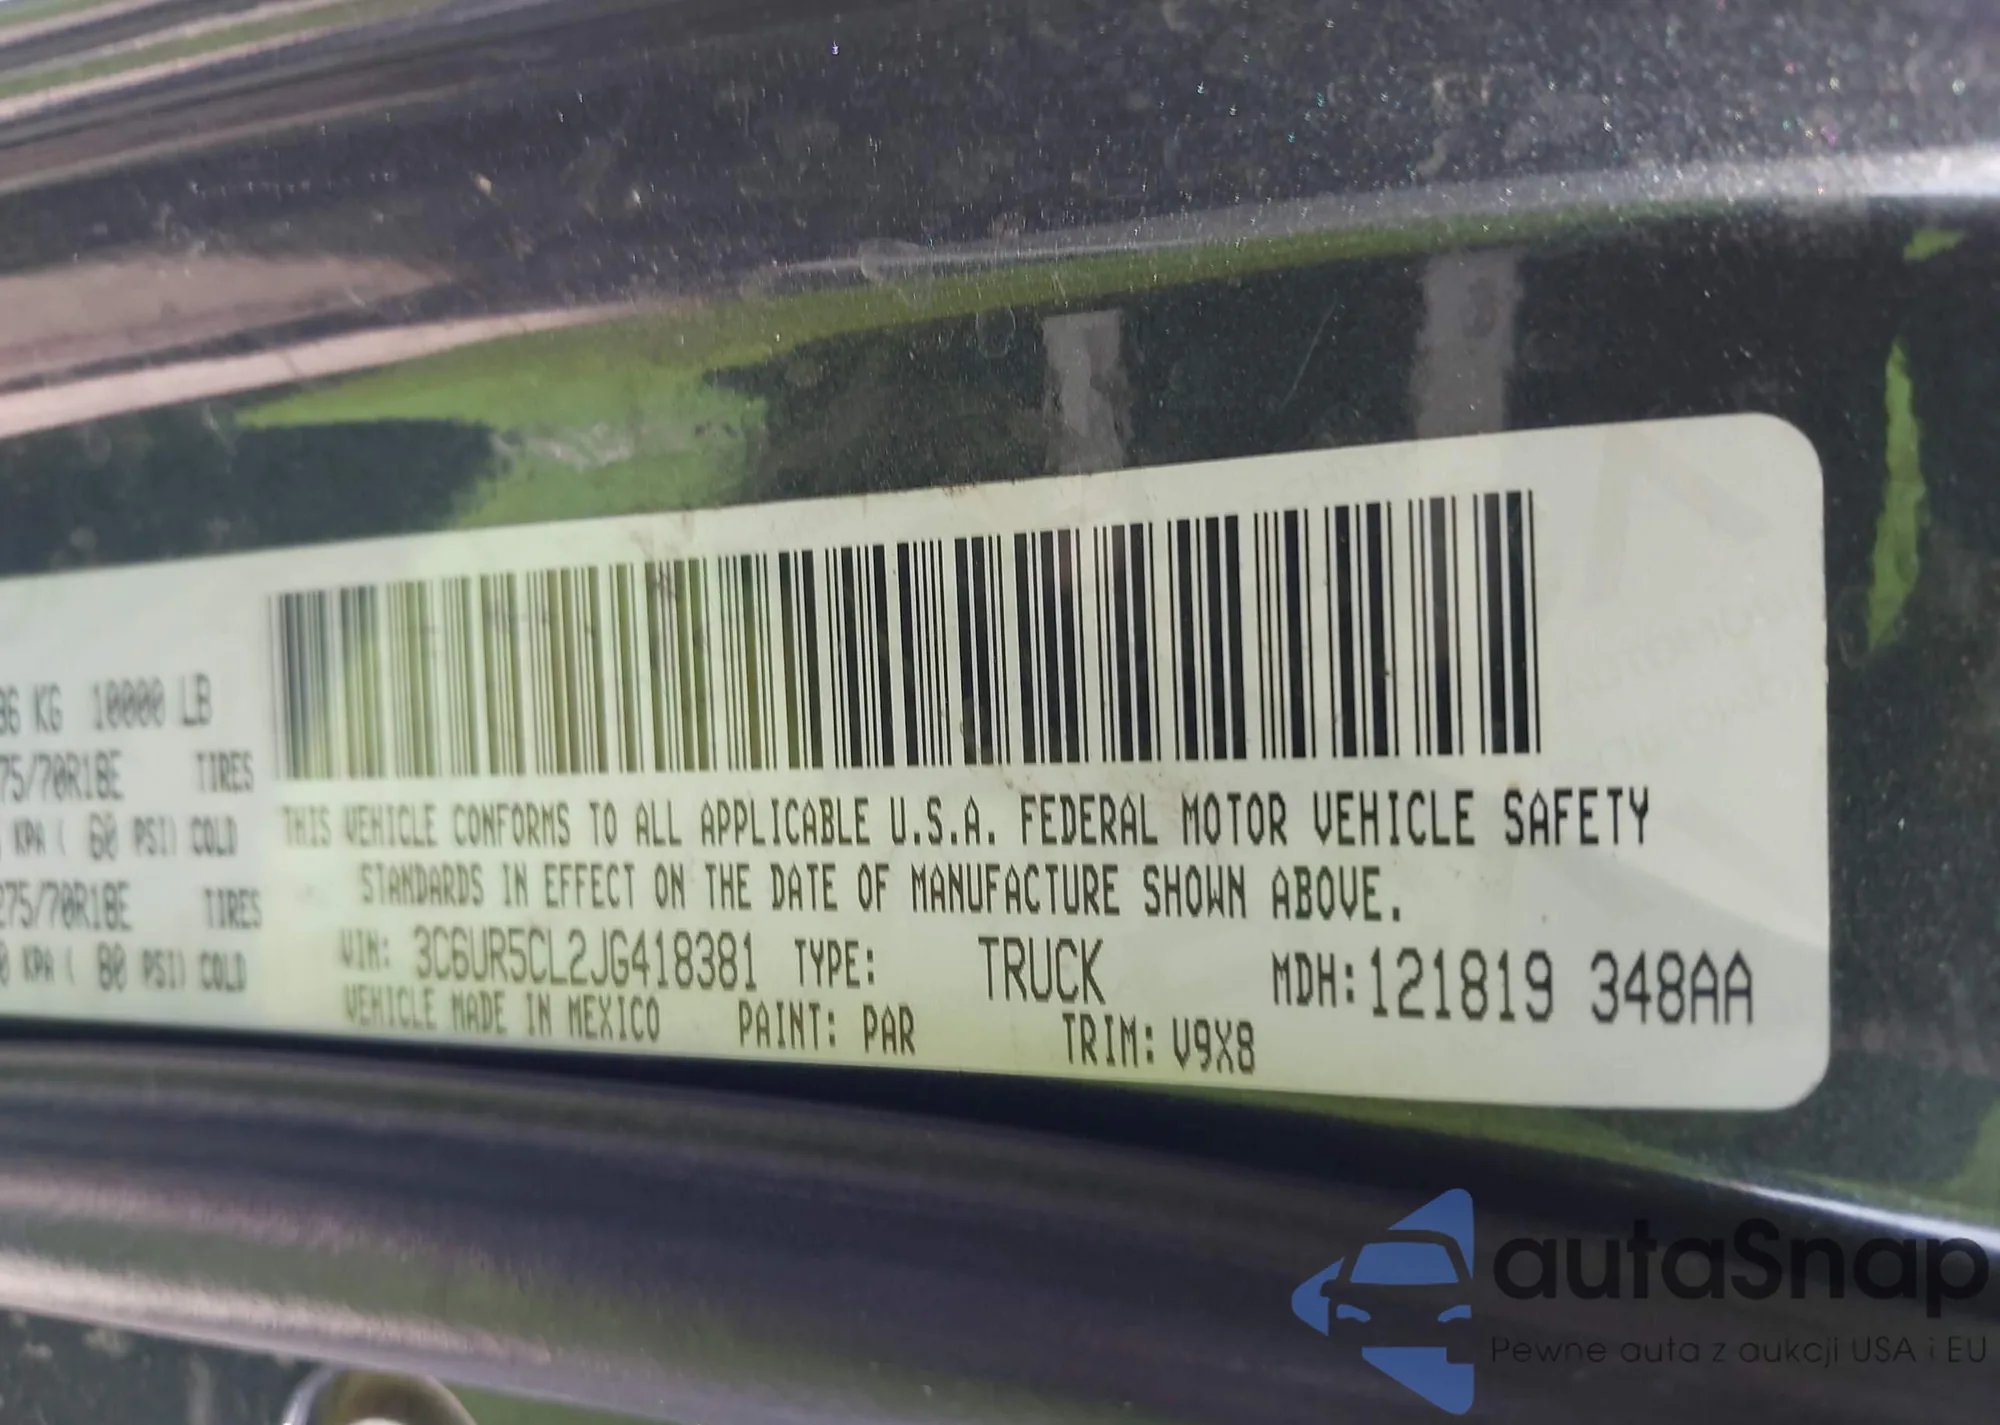 36 KG 10000 LB
75/70R18E TIRES
KPA ( 60 PSI) COLD
275/70R18E TIRES
0 KPA ( 80 PSI) COLD
THIS VEHICLE CONFORMS TO ALL APPLICABLE U.S.A. FEDERAL MOTOR VEHICLE SAFETY
STANDARDS IN EFFECT ON THE DATE OF MANUFACTURE SHOWN ABOVE.
VIN: 3C6UR5CL2JG418381 TYPE: TRUCK MDH:121819 348AA
VEHICLE MADE IN MEXICO PAINT: PAR TRIM: V9X8
autaSnap
Pewne auta z aukcji USA i EU